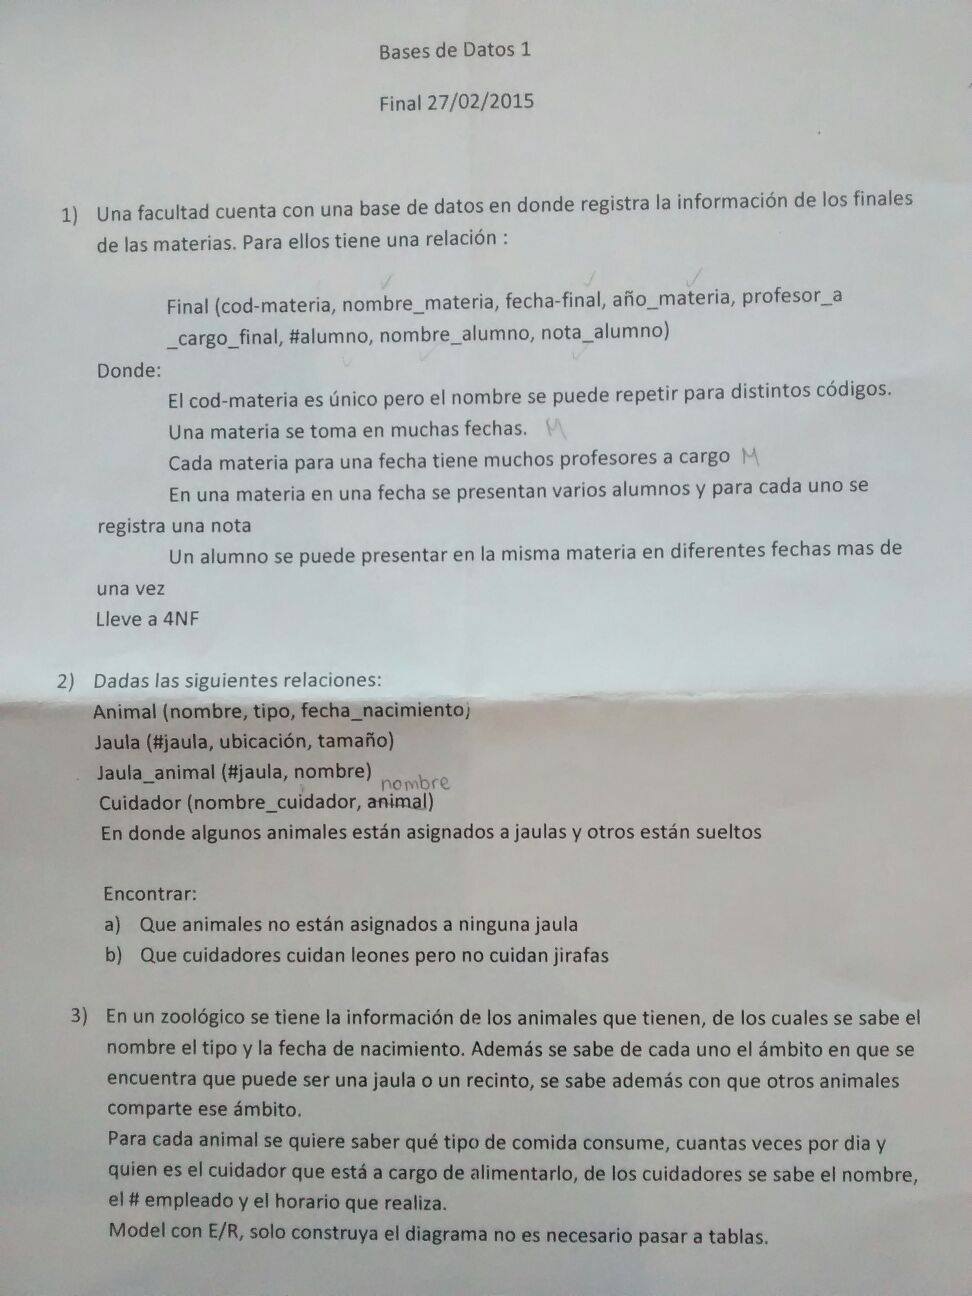 Bases de Datos 1
Final 27/02/2015
1) Una facultad cuenta con una base de datos en donde registra la información de los finales
de las materias. Para ellos tiene una relación :
Final (cod-materia, nombre_materia, fecha-final, año_materia, profesor_a
_cargo_final, #alumno, nombre_alumno, nota_alumno)
Donde:
El cod-materia es único pero el nombre se puede repetir para distintos códigos.
Una materia se toma en muchas fechas. M
Cada materia para una fecha tiene muchos profesores a cargo M
En una materia en una fecha se presentan varios alumnos y para cada uno se
registra una nota
Un alumno se puede presentar en la misma materia en diferentes fechas mas de
una vez
Lleve a 4NF
2) Dadas las siguientes relaciones:
Animal (nombre, tipo, fecha_nacimiento)
Jaula (#jaula, ubicación, tamaño)
Jaula_animal (#jaula, nombre)
nombre
Cuidador (nombre_cuidador, animal)
En donde algunos animales están asignados a jaulas y otros están sueltos
Encontrar:
a) Que animales no están asignados a ninguna jaula
b) Que cuidadores cuidan leones pero no cuidan jirafas
3) En un zoológico se tiene la información de los animales que tienen, de los cuales se sabe el
nombre el tipo y la fecha de nacimiento. Además se sabe de cada uno el ámbito en que se
encuentra que puede ser una jaula o un recinto, se sabe además con que otros animales
comparte ese ámbito.
Para cada animal se quiere saber qué tipo de comida consume, cuantas veces por dia y
quien es el cuidador que está a cargo de alimentarlo, de los cuidadores se sabe el nombre,
el # empleado y el horario que realiza.
Model con E/R, solo construya el diagrama no es necesario pasar a tablas.